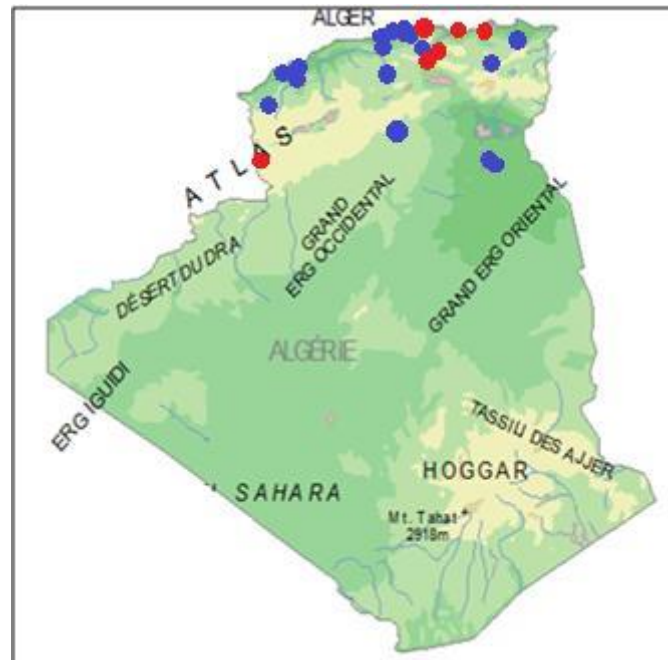 ALGER
ATLAS
GRAND
ERG OCCIDENTAL
DÉSERT DU DRA
GRAND ERG ORIENTAL
ALGÉRIE
ERG IGUIDI
TASSILI DES AJJER
HOGGAR
SAHARA
Mt. Tahat
2918m